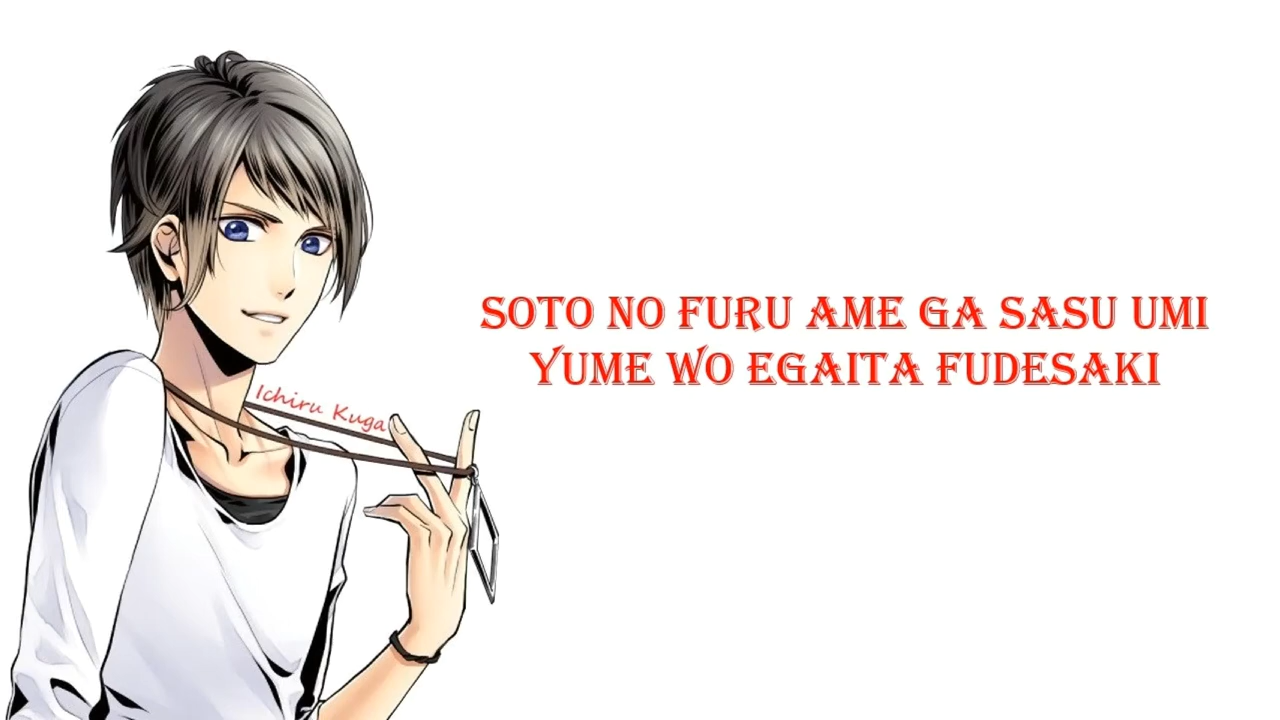 Ichiru Kuga
SOTO NO FURU AME GA SASU UMI
YUME WO EGAITA FUDESAKI